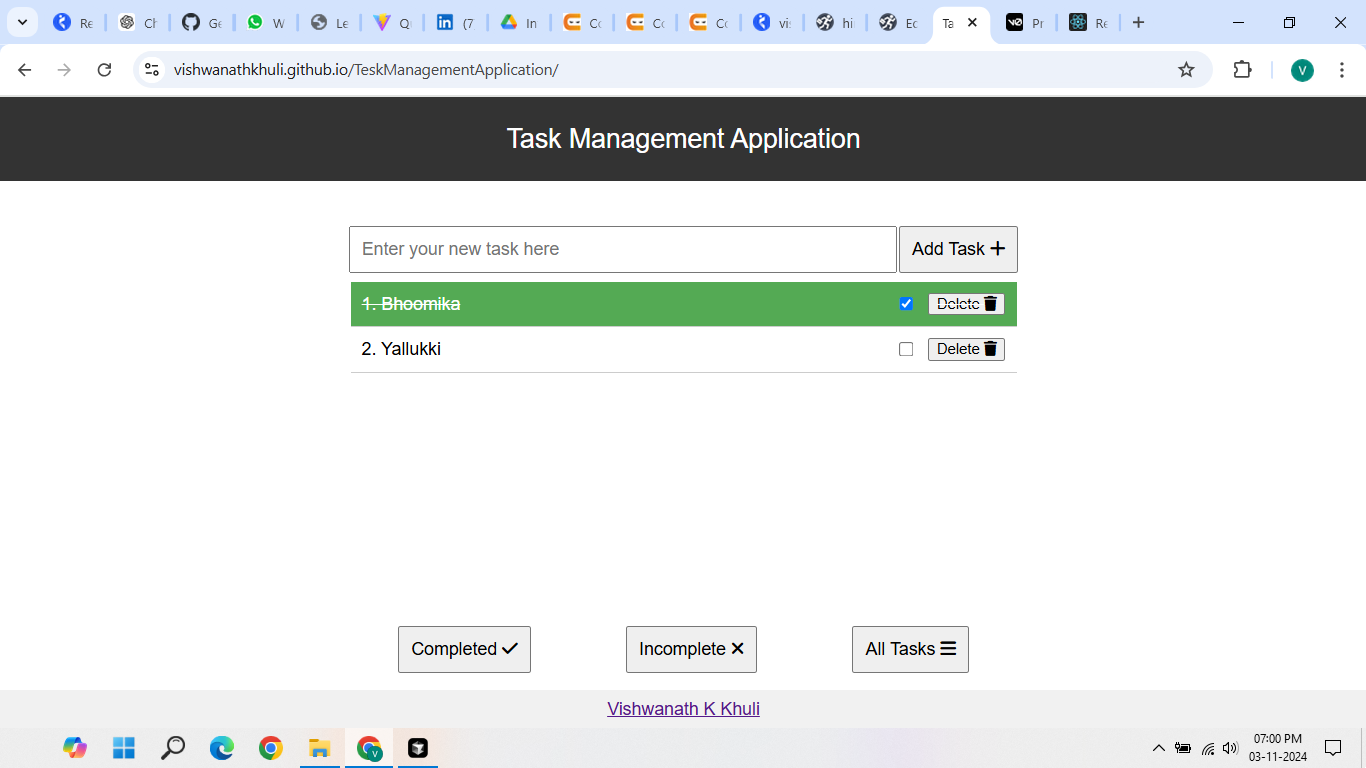 Re Ch Ge W Le Q (7 In Co Co Co vis hi Ec Ta Pr Re
vishwanathkhuli.github.io/TeskManagementApplication/ V
Task Management Application
Enter your new task here Add Task
1. Bhoomika Delete
2. Yallukki Delete
Completed Incomplete All Tasks
Vishwanath K Khuli
07:00 PM
03-11-2024